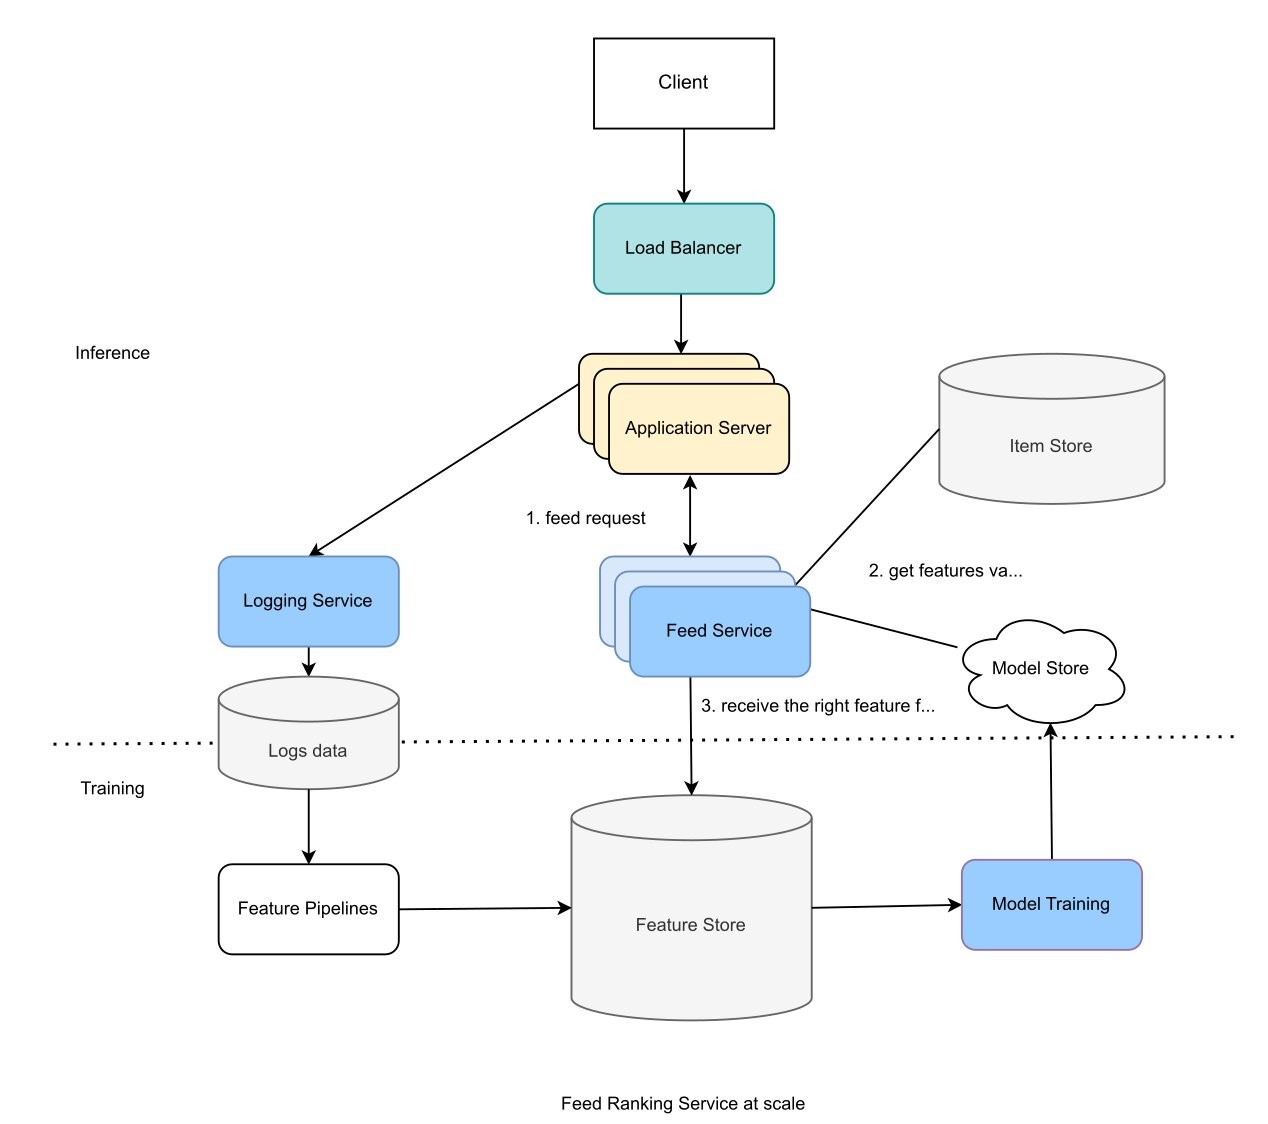 Client
Load Balancer
Inference
Application Server
Item Store
1. feed request
2. get features va...
Logging Service
Feed Service
Model Store
3. receive the right feature f...
Logs data
Training
Feature Pipelines
Feature Store
Model Training
Feed Ranking Service at scale